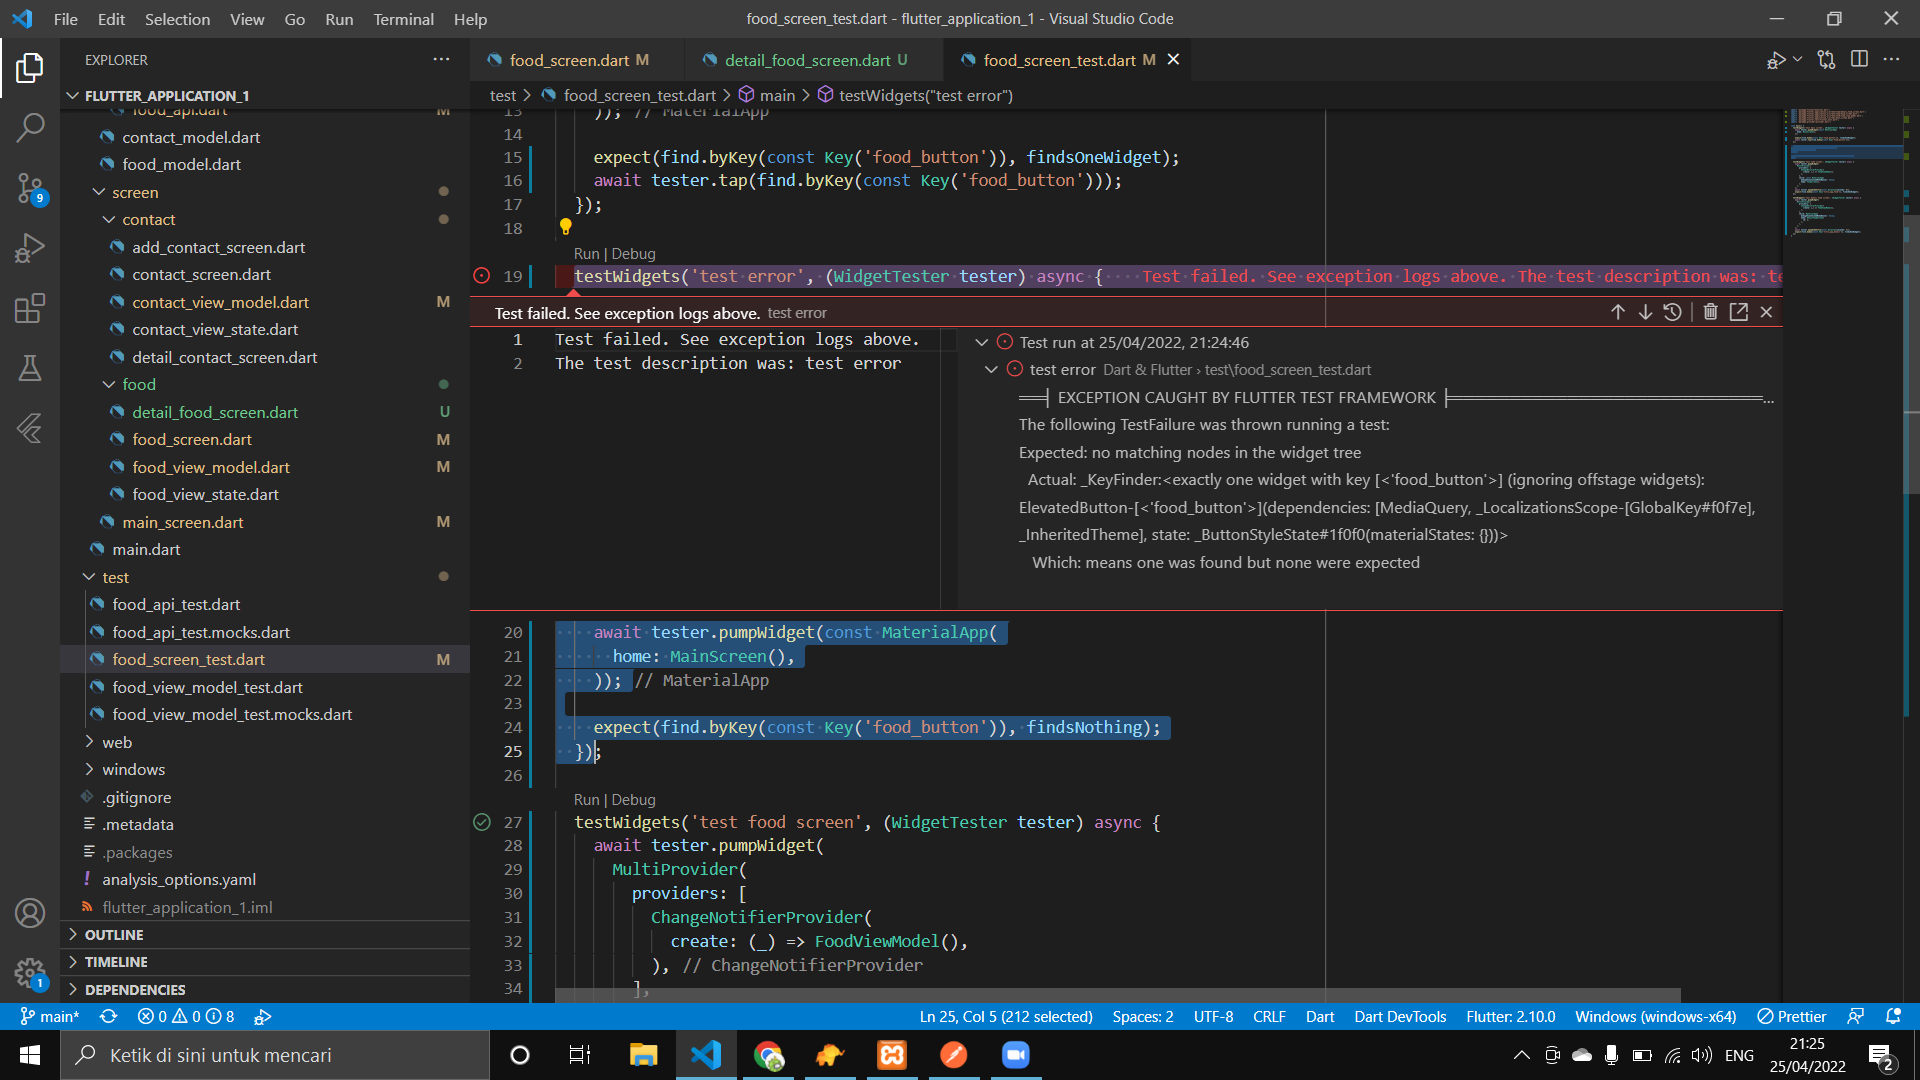 File Edit Selection View Go Run Terminal Help
food_screen_test.dart - flutter_application_1 - Visual Studio Code
EXPLORER
food_screen.dart M
detail_food_screen.dart U
food_screen_test.dart M
FLUTTER_APPLICATION_1
test > food_screen_test.dart > main > testWidgets("test error")
food_api.dart M
contact_model.dart
food_model.dart
screen
contact
add_contact_screen.dart
contact_screen.dart
contact_view_model.dart M
contact_view_state.dart
detail_contact_screen.dart
food
detail_food_screen.dart U
food_screen.dart M
food_view_model.dart M
food_view_state.dart
main_screen.dart M
main.dart
test
food_api_test.dart
food_api_test.mocks.dart
food_screen_test.dart M
food_view_model_test.dart
food_view_model_test.mocks.dart
web
windows
.gitignore
.metadata
.packages
analysis_options.yaml
flutter_application_1.iml
OUTLINE
TIMELINE
DEPENDENCIES
9
1
13 )); // MaterialApp
14
15 expect(find.byKey(const Key('food_button')), findsOneWidget);
16 await tester.tap(find.byKey(const Key('food_button')));
17 });
18
Run | Debug
19 testWidgets('test error', (WidgetTester tester) async { Test failed. See exception logs above. The test description was: te
Test failed. See exception logs above. test error
1 Test failed. See exception logs above.
2 The test description was: test error
Test run at 25/04/2022, 21:24:46
test error Dart & Flutter › test\food_screen_test.dart
══╡ EXCEPTION CAUGHT BY FLUTTER TEST FRAMEWORK ╞════...
The following TestFailure was thrown running a test:
Expected: no matching nodes in the widget tree
Actual: _KeyFinder:<exactly one widget with key [<'food_button'>] (ignoring offstage widgets):
ElevatedButton-[<'food_button'>](dependencies: [MediaQuery, _LocalizationsScope-[GlobalKey#f0f7e],
_InheritedTheme], state: _ButtonStyleState#1f0f0(materialStates: {}))>
Which: means one was found but none were expected
20 await tester.pumpWidget(const MaterialApp(
21 home: MainScreen(),
22 )); // MaterialApp
23
24 expect(find.byKey(const Key('food_button')), findsNothing);
25 });
26
Run | Debug
27 testWidgets('test food screen', (WidgetTester tester) async {
28 await tester.pumpWidget(
29 MultiProvider(
30 providers: [
31 ChangeNotifierProvider(
32 create: (_) => FoodViewModel(),
33 ), // ChangeNotifierProvider
34 ],
main* 0 0 8
Ln 25, Col 5 (212 selected) Spaces: 2 UTF-8 CRLF Dart Dart DevTools Flutter: 2.10.0 Windows (windows-x64) Prettier
Ketik di sini untuk mencari
ENG
21:25
25/04/2022
2